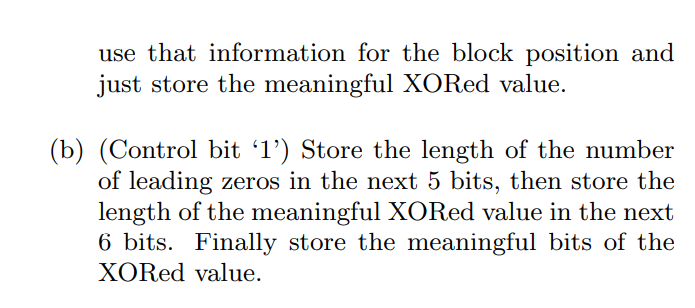 use that information for the block position and
just store the meaningful XORed value.
(b) (Control bit ‘1’) Store the length of the number
of leading zeros in the next 5 bits, then store the
length of the meaningful XORed value in the next
6 bits. Finally store the meaningful bits of the
XORed value.